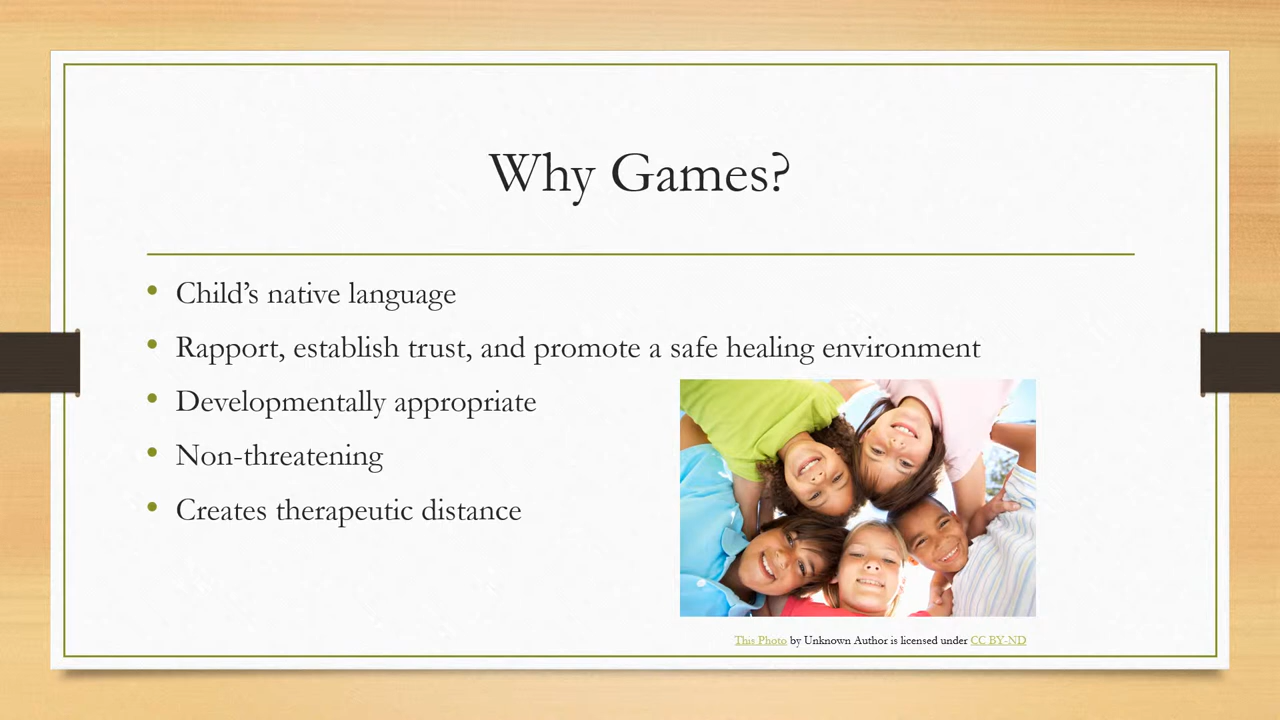 Why Games?
• Child’s native language
• Rapport, establish trust, and promote a safe healing environment
• Developmentally appropriate
• Non-threatening
• Creates therapeutic distance
This Photo by Unknown Author is licensed under CC BY-ND